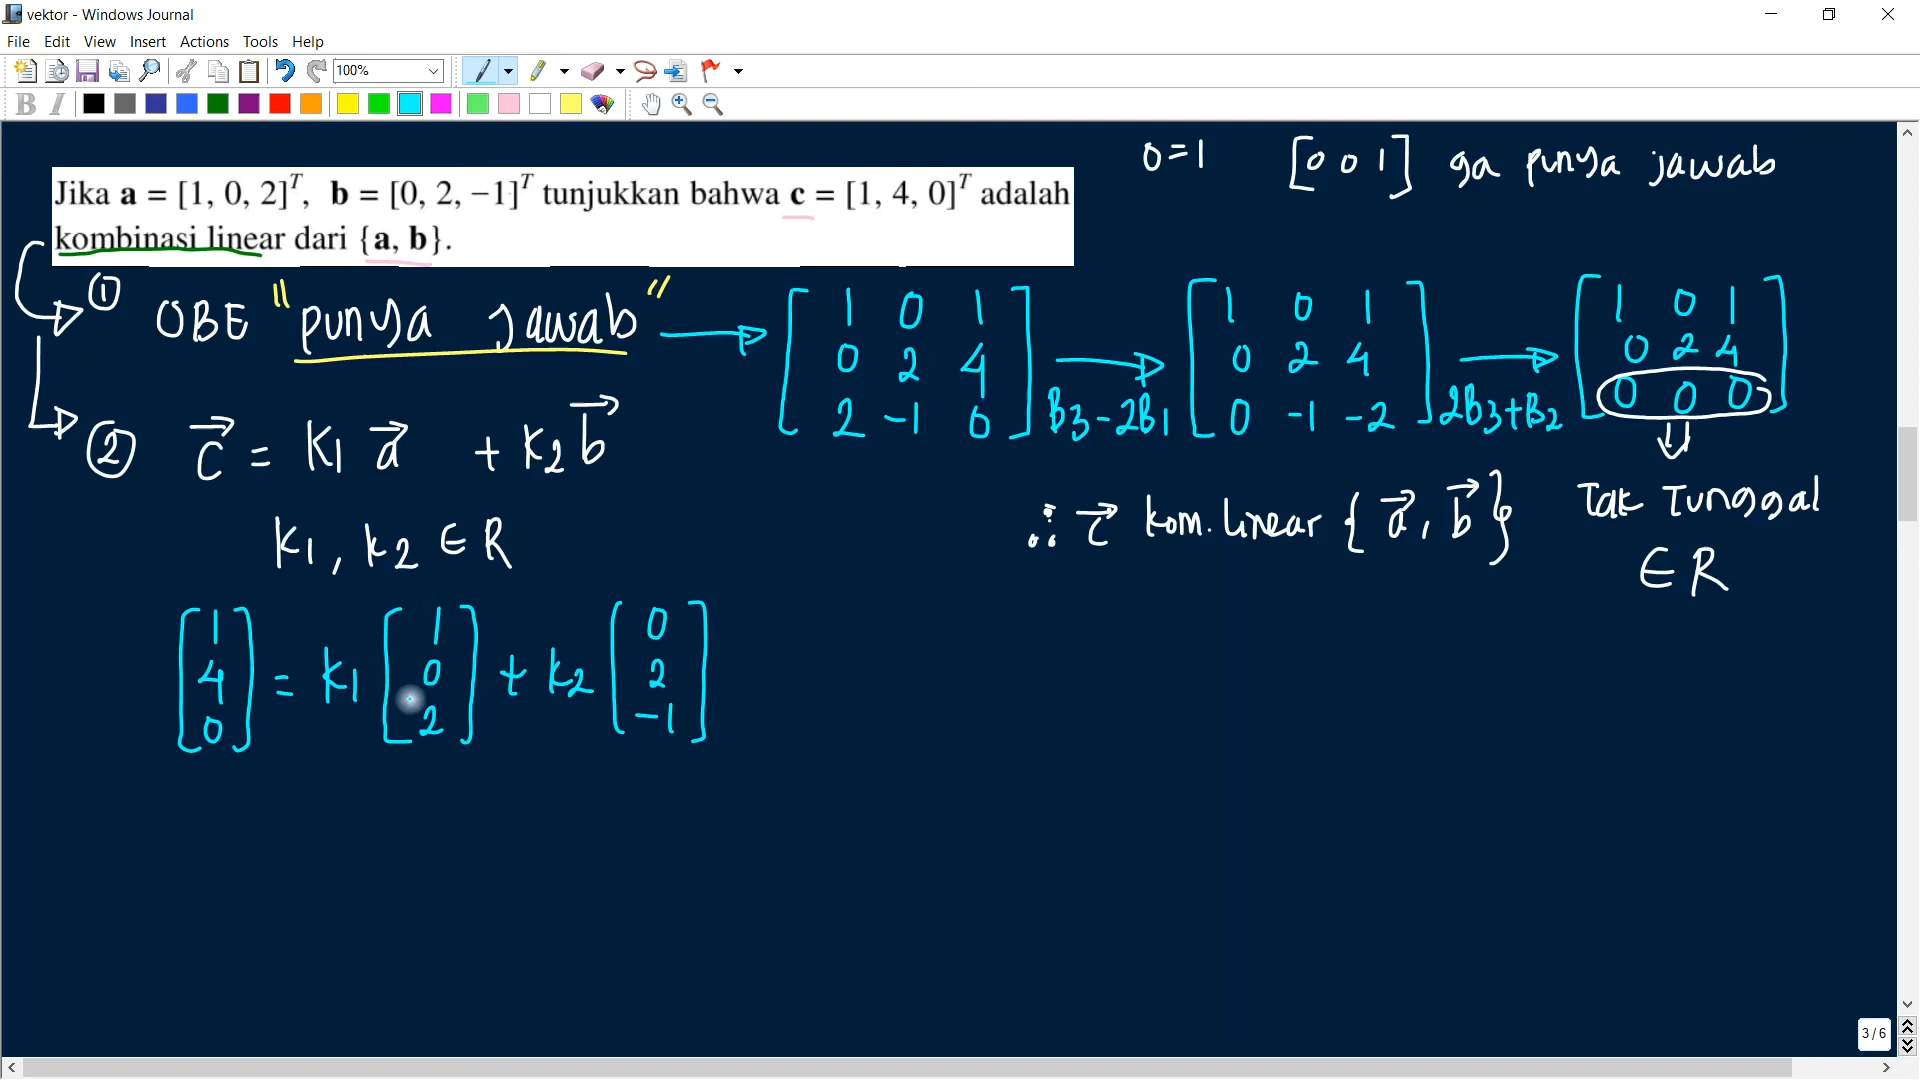 vektor - Windows Journal
File Edit View Insert Actions Tools Help
100%
B I
0=1 [0 0 1] ga punya jawab
Jika a = [1, 0, 2]ᵀ, b = [0, 2, −1]ᵀ tunjukkan bahwa c = [1, 4, 0]ᵀ adalah
kombinasi linear dari {a, b}.
① OBE "punya jawab" → [1 0 1
0 2 4
2 -1 0] → B3-2B1 [1 0 1
0 2 4
0 -1 -2] → 2B3+B2 [1 0 1
0 2 4
0 0 0]
⇓
Tak Tunggal
∈ R
∴ c⃗ kom. linear { a⃗, b⃗ }
② c⃗ = K1 a⃗ + K2 b⃗
K1, k2 ∈ R
[1
4
0] = K1 [1
0
2] + k2 [0
2
-1]
3 / 6